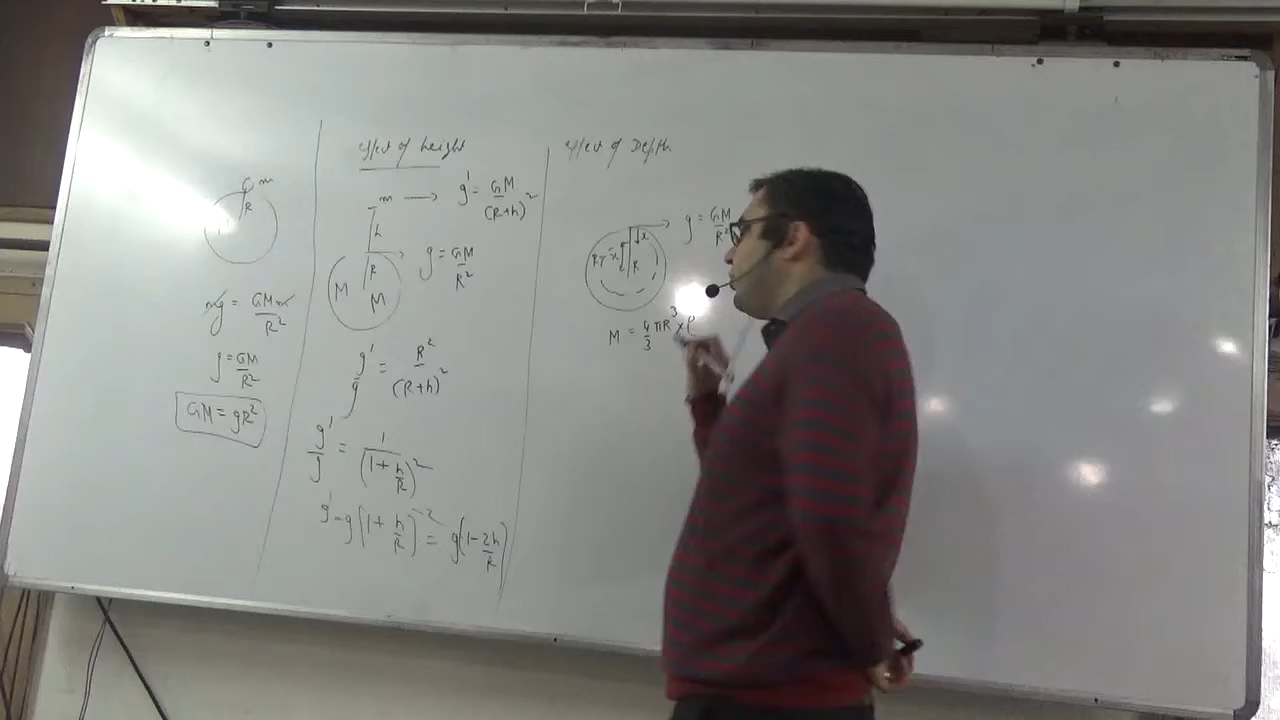 m
R
mg = GMm/R²
g = GM/R²
GM = gR²
Effect of height
m → g' = GM/(R+h)²
h
R
g = GM/R²
M
M
g'/g = R²/(R+h)²
g'/g = 1/(1 + h/R)²
g' = g(1 + h/R)⁻² = g(1 - 2h/R)
Effect of Depth
x
g = GM/R²
R - x
R
M = 4/3 πR³ × ρ